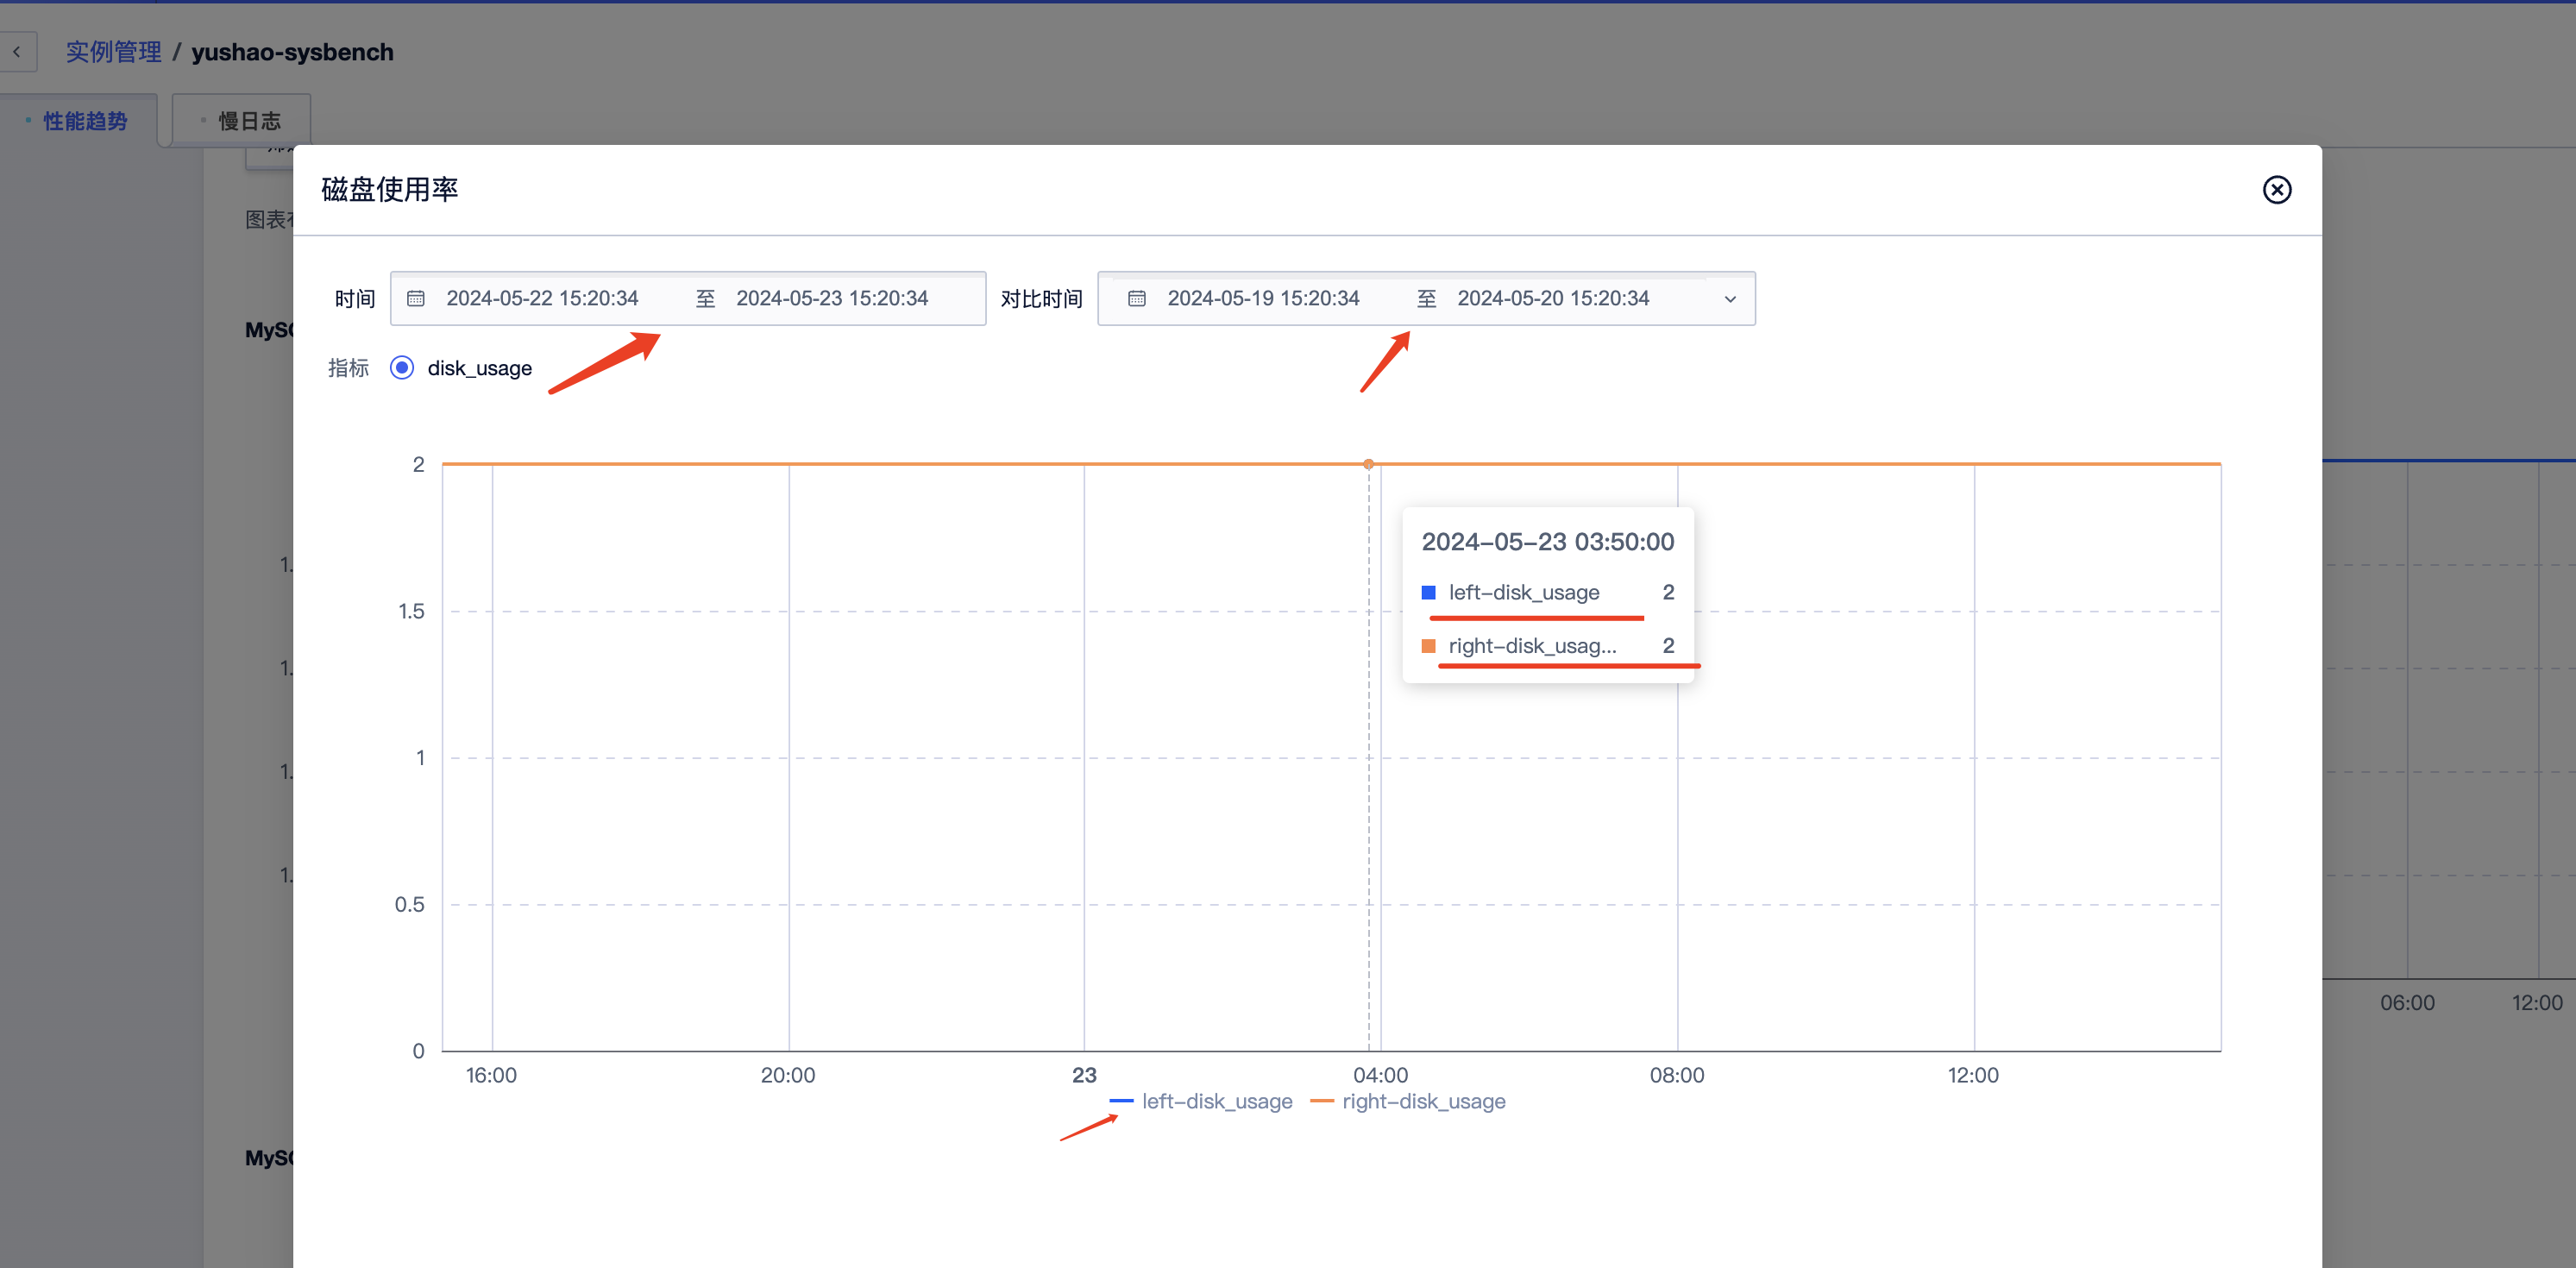 实例管理 / yushao-sysbench
性能趋势
慢日志
图表
磁盘使用率
时间 2024-05-22 15:20:34 至 2024-05-23 15:20:34 对比时间 2024-05-19 15:20:34 至 2024-05-20 15:20:34
指标 disk_usage
MySQ
2
1.5
1
0.5
0
1.
1.
1.
1.
2024-05-23 03:50:00
left-disk_usage 2
right-disk_usag... 2
16:00 20:00 23 04:00 08:00 12:00
left-disk_usage right-disk_usage
06:00 12:00
MySQ